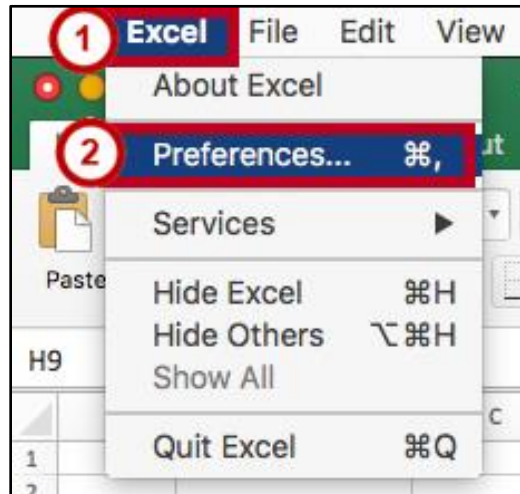 1 Excel File Edit View
About Excel
2 Preferences... ⌘,
Services ▶
Paste
Hide Excel ⌘H
Hide Others ⌥⌘H
H9
Show All
C
Quit Excel ⌘Q
1
2